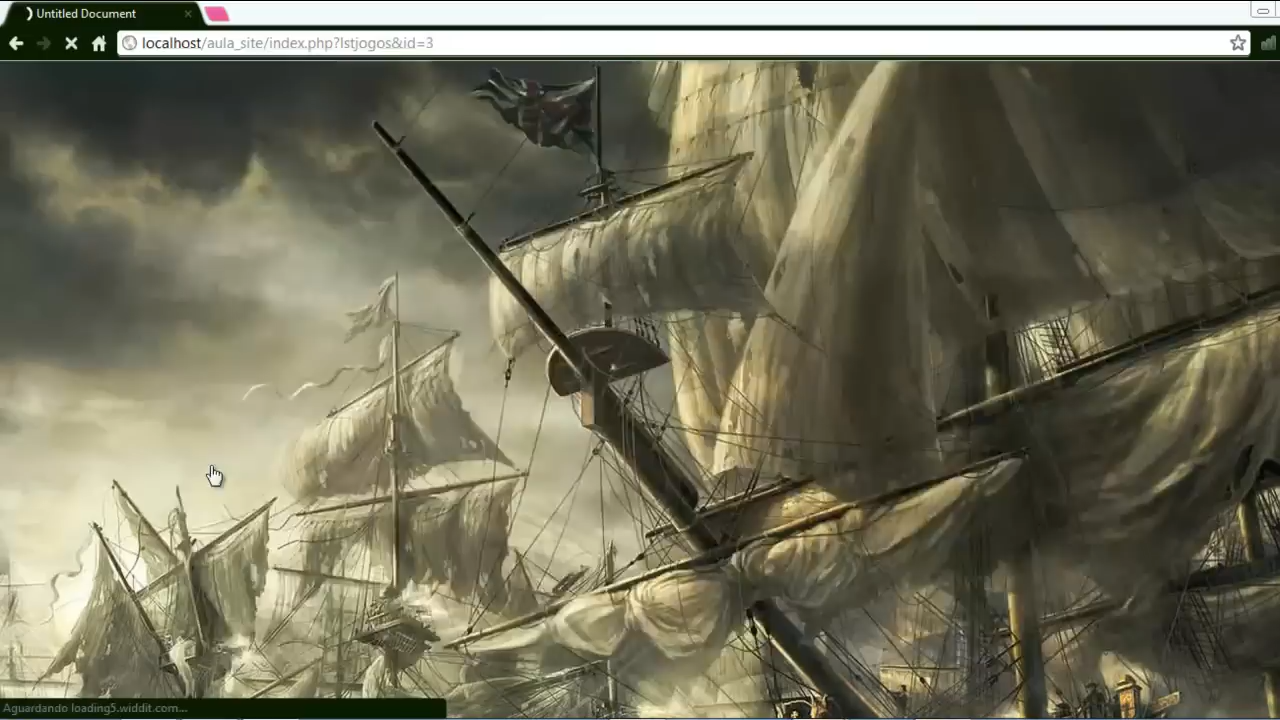 Untitled Document
localhost/aula_site/index.php?lstjogos&id=3
Aguardando loading5.widdit.com...